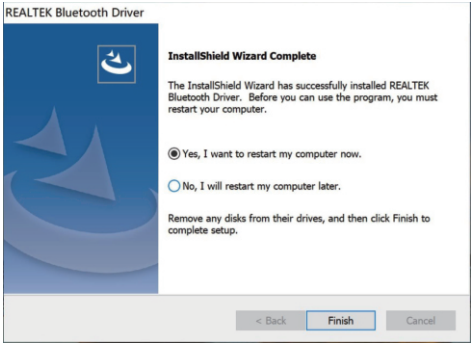 REALTEK Bluetooth Driver
InstallShield Wizard Complete
The InstallShield Wizard has successfully installed REALTEK
Bluetooth Driver. Before you can use the program, you must
restart your computer.
Yes, I want to restart my computer now.
No, I will restart my computer later.
Remove any disks from their drives, and then click Finish to
complete setup.
< Back
Finish
Cancel